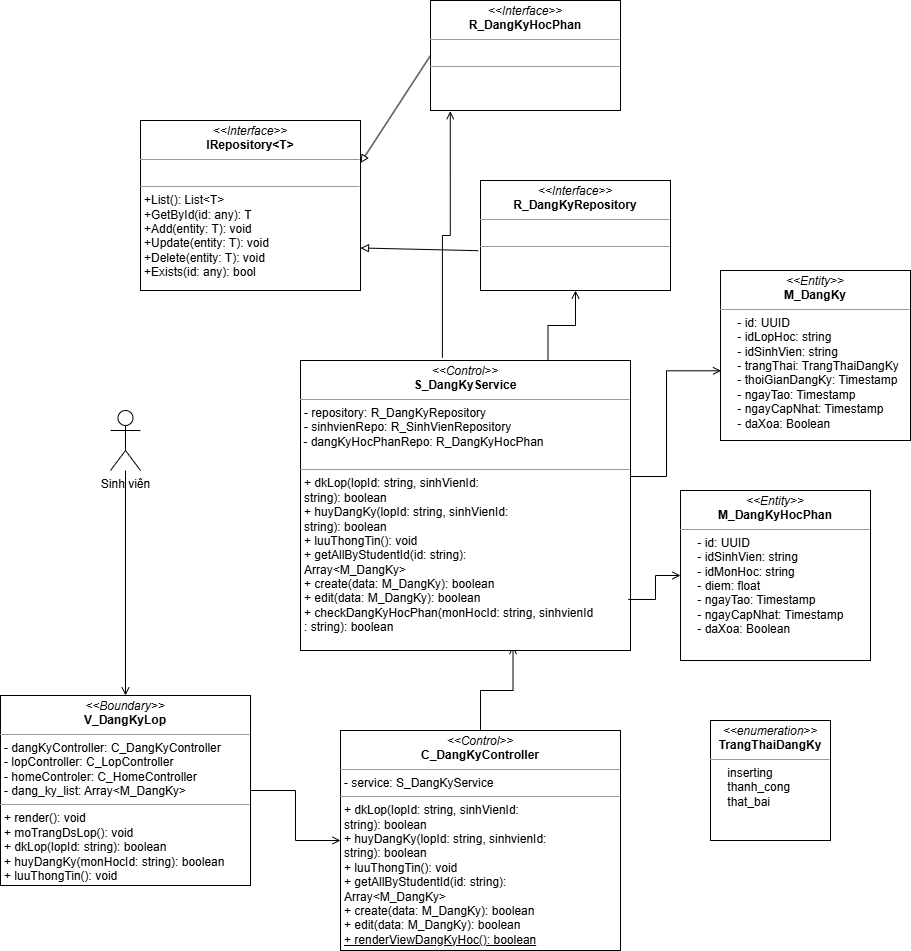 <<Interface>>
R_DangKyHocPhan
<<Interface>>
IRepository<T>
+List(): List<T>
+GetById(id: any): T
+Add(entity: T): void
+Update(entity: T): void
+Delete(entity: T): void
+Exists(id: any): bool
<<Interface>>
R_DangKyRepository
<<Entity>>
M_DangKy
- id: UUID
- idLopHoc: string
- idSinhVien: string
- trangThai: TrangThaiDangKy
- thoiGianDangKy: Timestamp
- ngayTao: Timestamp
- ngayCapNhat: Timestamp
- daXoa: Boolean
<<Control>>
S_DangKyService
- repository: R_DangKyRepository
- sinhvienRepo: R_SinhVienRepository
- dangKyHocPhanRepo: R_DangKyHocPhan
+ dkLop(lopId: string, sinhVienId:
string): boolean
+ huyDangKy(lopId: string, sinhVienId:
string): boolean
+ luuThongTin(): void
+ getAllByStudentId(id: string):
Array<M_DangKy>
+ create(data: M_DangKy): boolean
+ edit(data: M_DangKy): boolean
+ checkDangKyHocPhan(monHocId: string, sinhvienId
: string): boolean
Sinh viên
<<Entity>>
M_DangKyHocPhan
- id: UUID
- idSinhVien: string
- idMonHoc: string
- diem: float
- ngayTao: Timestamp
- ngayCapNhat: Timestamp
- daXoa: Boolean
<<Boundary>>
V_DangKyLop
- dangKyController: C_DangKyController
- lopController: C_LopController
- homeControler: C_HomeController
- dang_ky_list: Array<M_DangKy>
+ render(): void
+ moTrangDsLop(): void
+ dkLop(lopId: string): boolean
+ huyDangKy(monHocId: string): boolean
+ luuThongTin(): void
<<Control>>
C_DangKyController
- service: S_DangKyService
+ dkLop(lopId: string, sinhVienId:
string): boolean
+ huyDangKy(lopId: string, sinhvienId:
string): boolean
+ luuThongTin(): void
+ getAllByStudentId(id: string):
Array<M_DangKy>
+ create(data: M_DangKy): boolean
+ edit(data: M_DangKy): boolean
+ renderViewDangKyHoc(): boolean
<<enumeration>>
TrangThaiDangKy
inserting
thanh_cong
that_bai